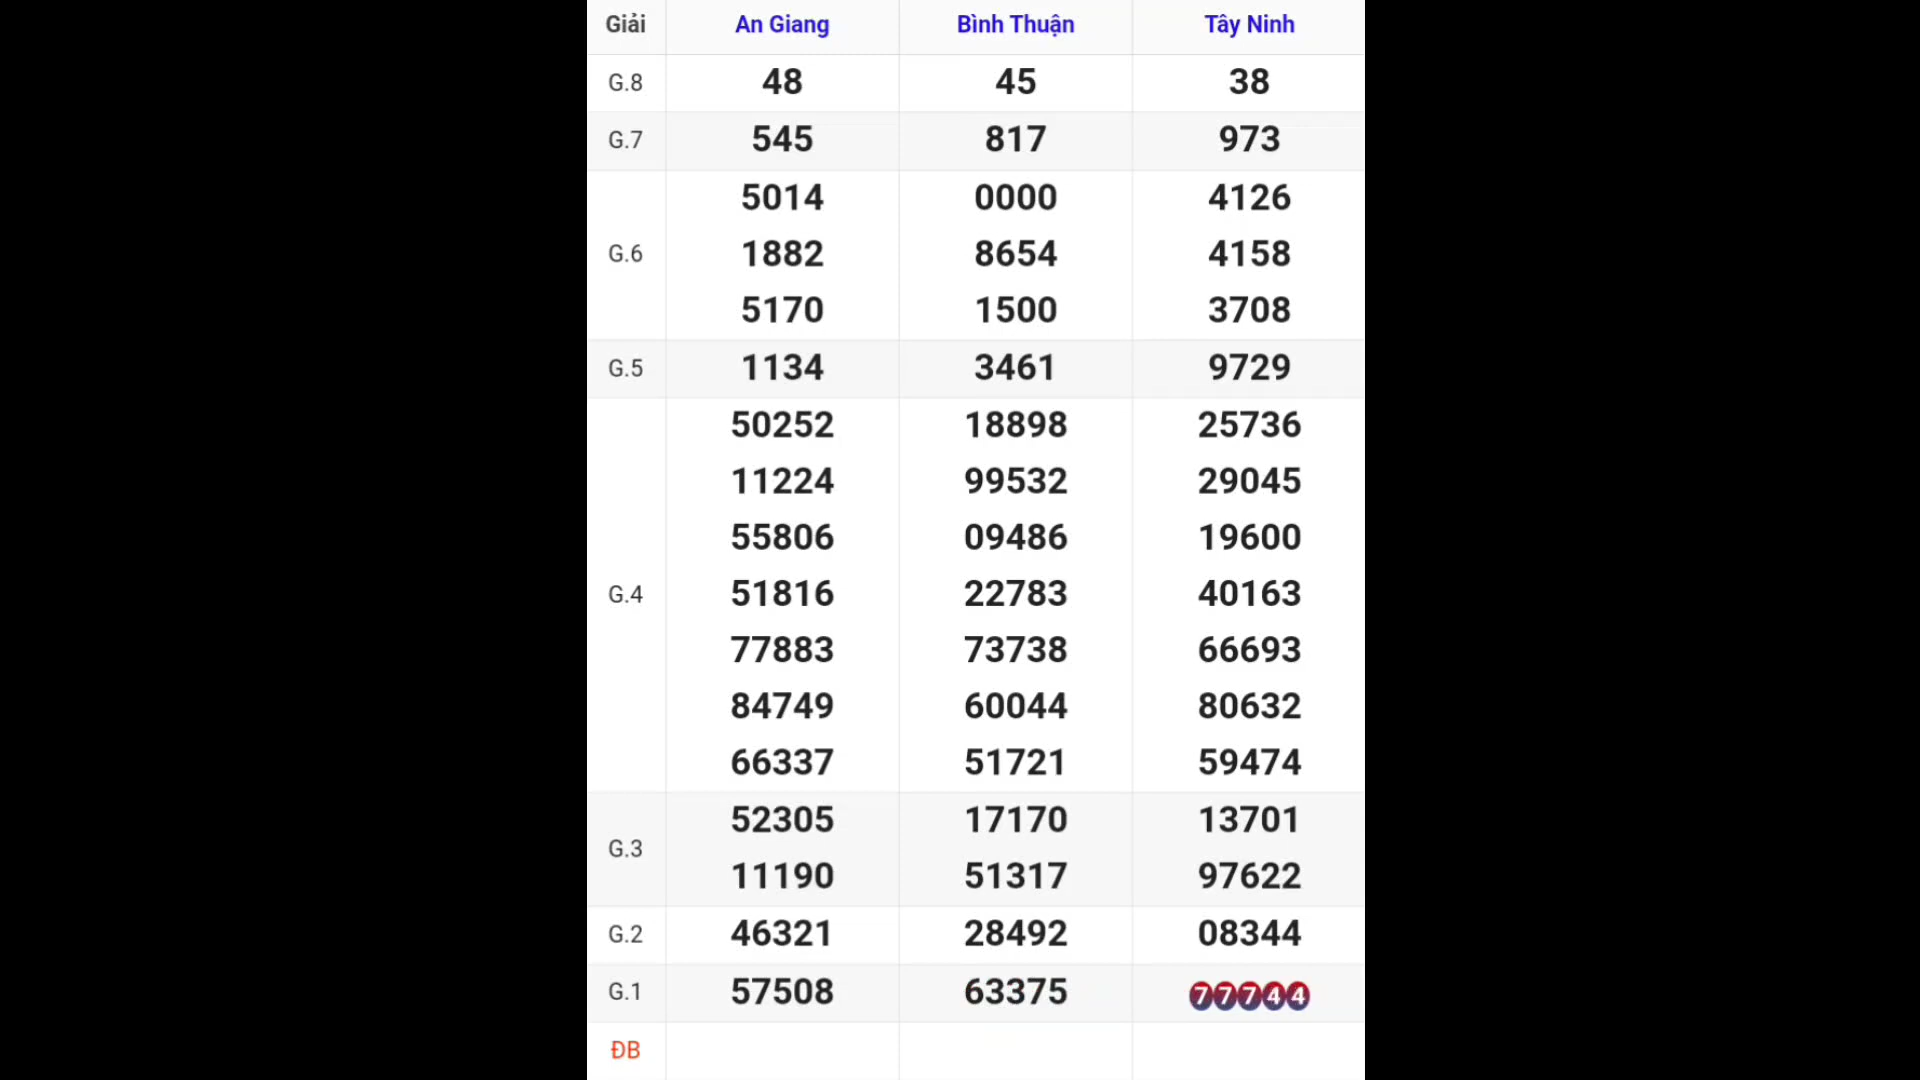 Giải An Giang Bình Thuận Tây Ninh
G.8 48 45 38
G.7 545 817 973
5014 0000 4126
G.6 1882 8654 4158
5170 1500 3708
G.5 1134 3461 9729
50252 18898 25736
11224 99532 29045
55806 09486 19600
G.4 51816 22783 40163
77883 73738 66693
84749 60044 80632
66337 51721 59474
G.3 52305 17170 13701
11190 51317 97622
G.2 46321 28492 08344
G.1 57508 63375 77744
ĐB